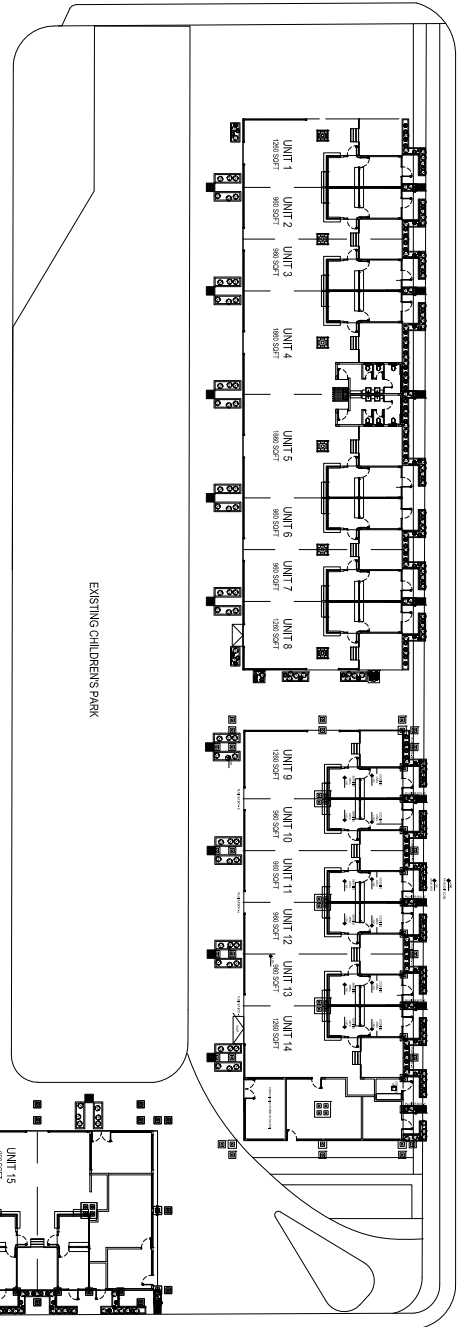 UNIT 1
1260 SQFT
UNIT 2
960 SQFT
UNIT 3
960 SQFT
UNIT 4
1660 SQFT
UNIT 5
1660 SQFT
UNIT 6
960 SQFT
UNIT 7
960 SQFT
UNIT 8
1260 SQFT
UNIT 9
1260 SQFT
UNIT 10
960 SQFT
UNIT 11
960 SQFT
UNIT 12
960 SQFT
UNIT 13
960 SQFT
UNIT 14
1260 SQFT
UNIT 15
EXISTING CHILDREN'S PARK